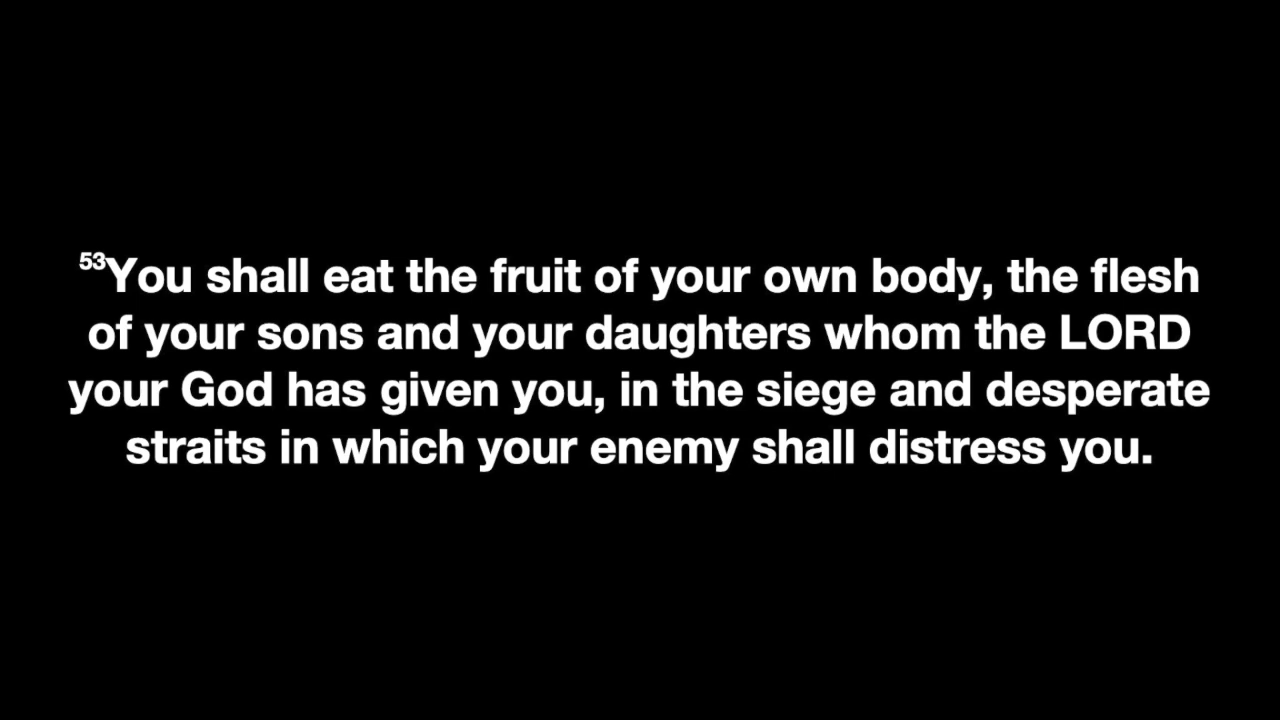 53You shall eat the fruit of your own body, the flesh
of your sons and your daughters whom the LORD
your God has given you, in the siege and desperate
straits in which your enemy shall distress you.